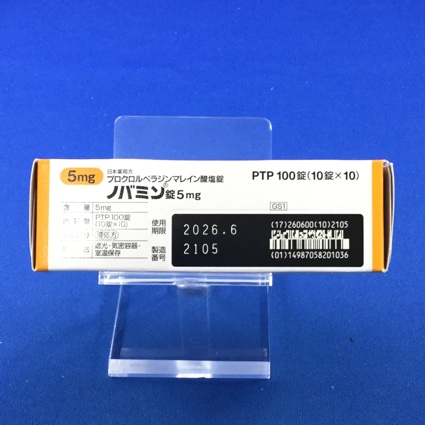 5mg
日本薬局方
プロクロルペラジンマレイン酸塩錠
ノバミン®錠5mg
PTP 100錠(10錠×10)
含量 5mg
PTP100錠
(10錠×10)
処方
遮光・気密容器・
室温保存
使用
期限
2026.6
製造
番号
2105
GS1
(17)260600(10)2105
(01)14987058201036